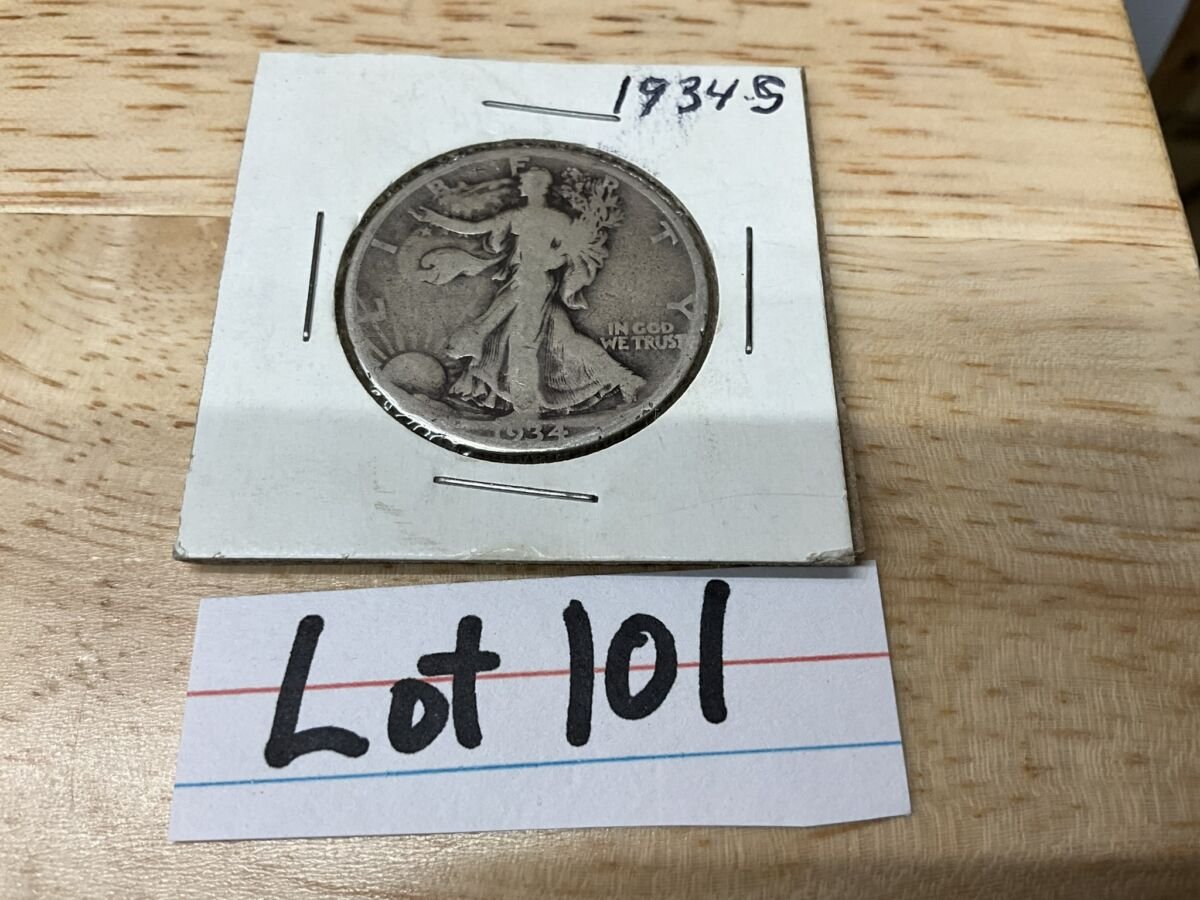 1934-S
LIBERTY
IN GOD
WE TRUST
1934
Lot 101